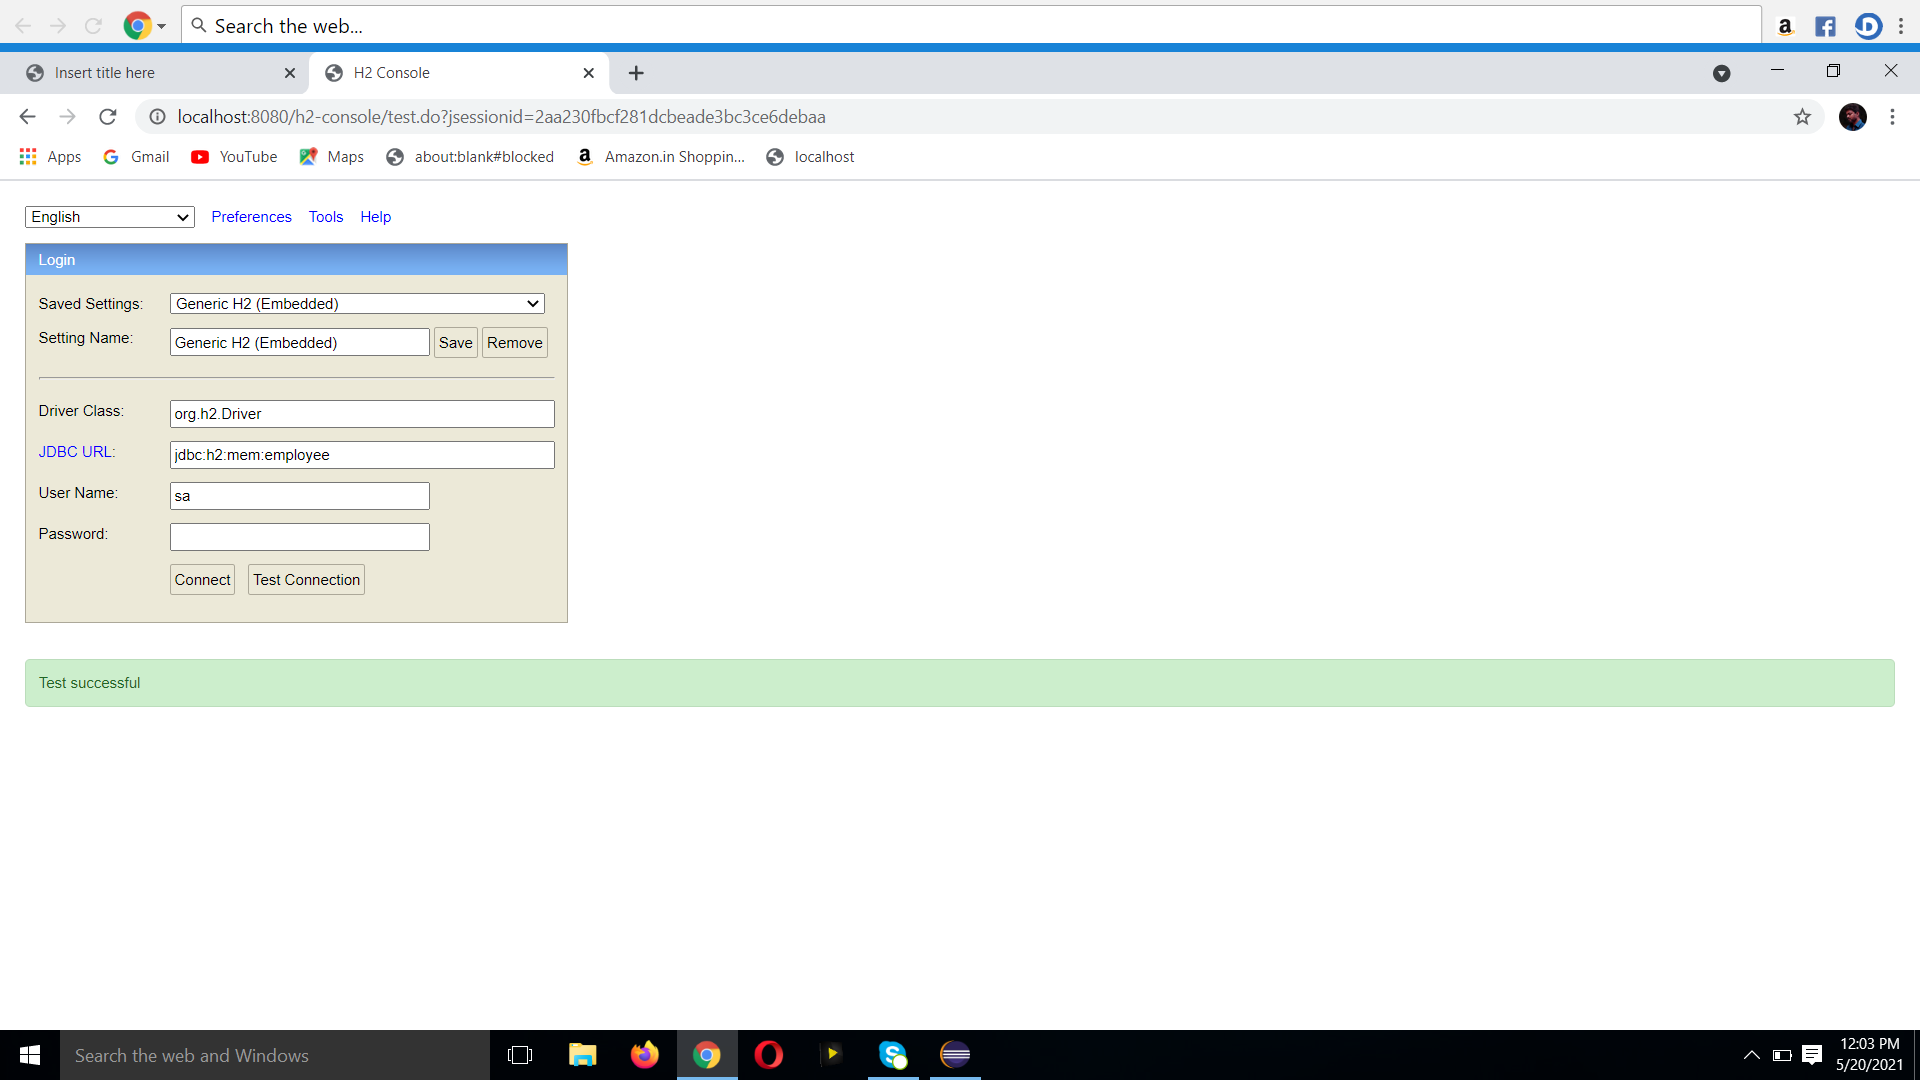 Search the web...
Insert title here
H2 Console
localhost:8080/h2-console/test.do?jsessionid=2aa230fbcf281dcbeade3bc3ce6debaa
Apps Gmail YouTube Maps about:blank#blocked Amazon.in Shoppin... localhost
English Preferences Tools Help
Login
Saved Settings: Generic H2 (Embedded)
Setting Name: Generic H2 (Embedded) Save Remove
Driver Class: org.h2.Driver
JDBC URL: jdbc:h2:mem:employee
User Name: sa
Password:
Connect Test Connection
Test successful
Search the web and Windows
12:03 PM
5/20/2021